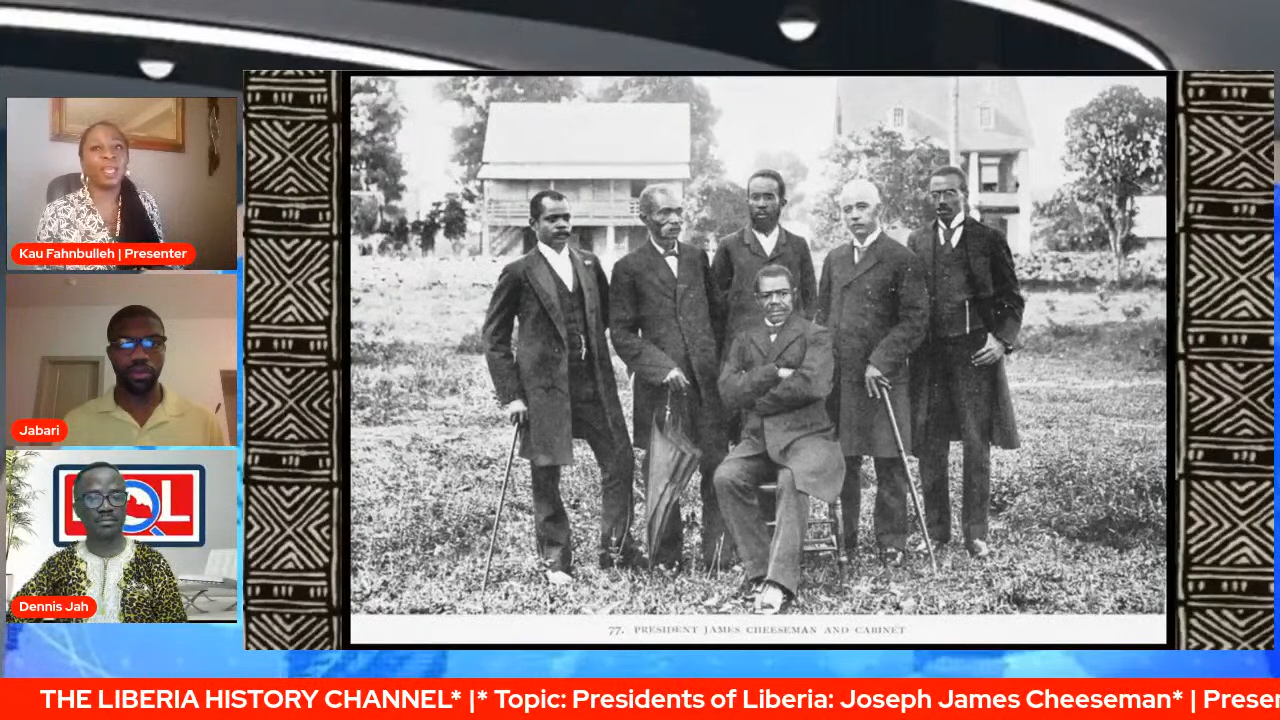 Kau Fahnbulleh | Presenter
Jabari
Dennis Jah
77. PRESIDENT JAMES CHEESEMAN AND CABINET
THE LIBERIA HISTORY CHANNEL* |* Topic: Presidents of Liberia: Joseph James Cheeseman* | Presen